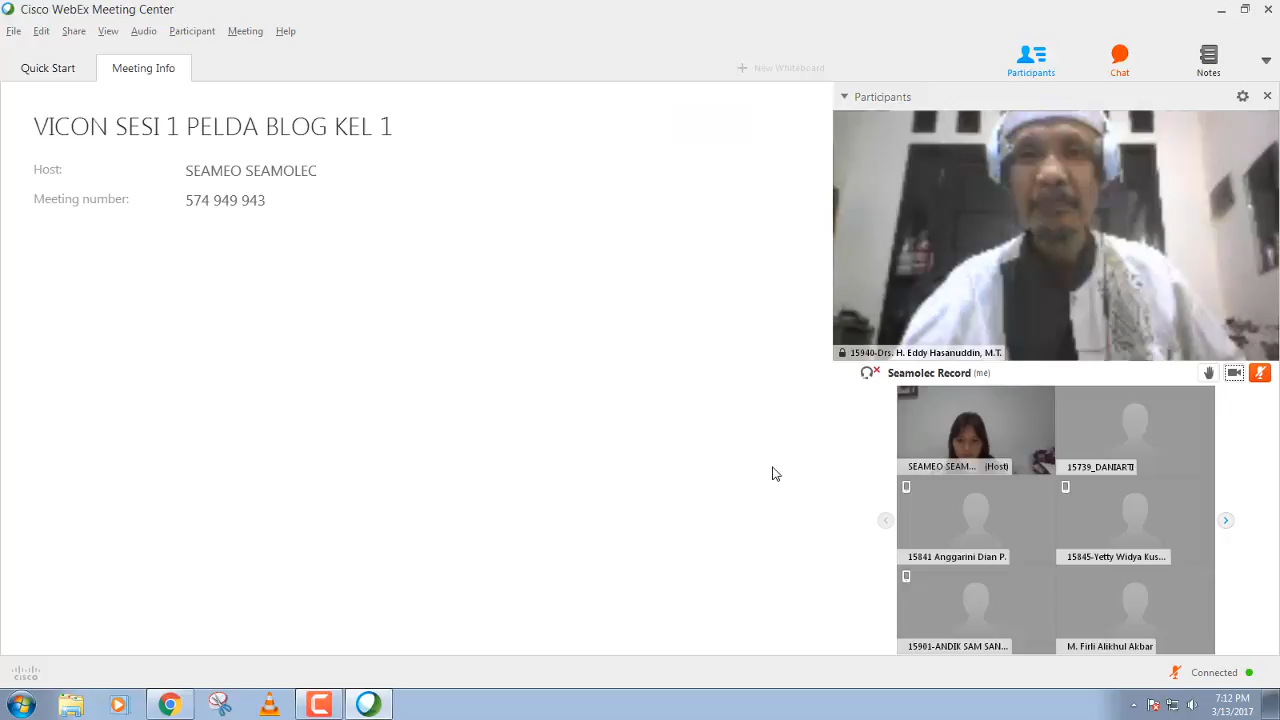 Cisco WebEx Meeting Center
File Edit Share View Audio Participant Meeting Help
Quick Start Meeting Info New Whiteboard Participants Chat Notes
Participants
VICON SESI 1 PELDA BLOG KEL 1
Host: SEAMEO SEAMOLEC
Meeting number: 574 949 943
15940-Drs. H. Eddy Hasanuddin, M.T.
Seamolec Record (me)
SEAMEO SEAM... (Host) 15739_DANIARTI
15841 Anggarini Dian P. 15845-Yetty Widya Kus...
15901-ANDIK SAM SAN... M. Firli Alikhul Akbar
cisco Connected
7:12 PM
3/13/2017